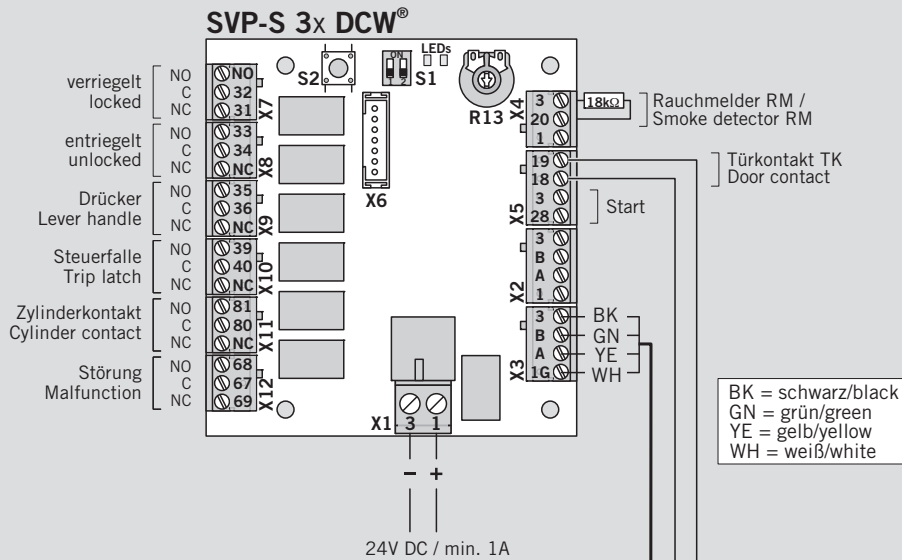 SVP-S 3x DCW®
verriegelt
locked
NO
C
NC
NO
32
31
X7
entriegelt
unlocked
NO
C
NC
33
34
NC
X8
Drücker
Lever handle
NO
C
NC
35
36
NC
X9
Steuerfalle
Trip latch
NO
C
NC
39
40
NC
X10
Zylinderkontakt
Cylinder contact
NO
C
NC
81
80
NC
X11
Störung
Malfunction
NO
C
NC
68
67
69
X12
S2
ON
1 2
S1
LEDs
R13
X6
X4
3
20
1
18kΩ
Rauchmelder RM /
Smoke detector RM
X5
19
18
3
28
Türkontakt TK
Door contact
Start
X2
3
B
A
1
X3
3
B
A
1G
BK
GN
YE
WH
BK = schwarz/black
GN = grün/green
YE = gelb/yellow
WH = weiß/white
X1
3 1
– +
24V DC / min. 1A